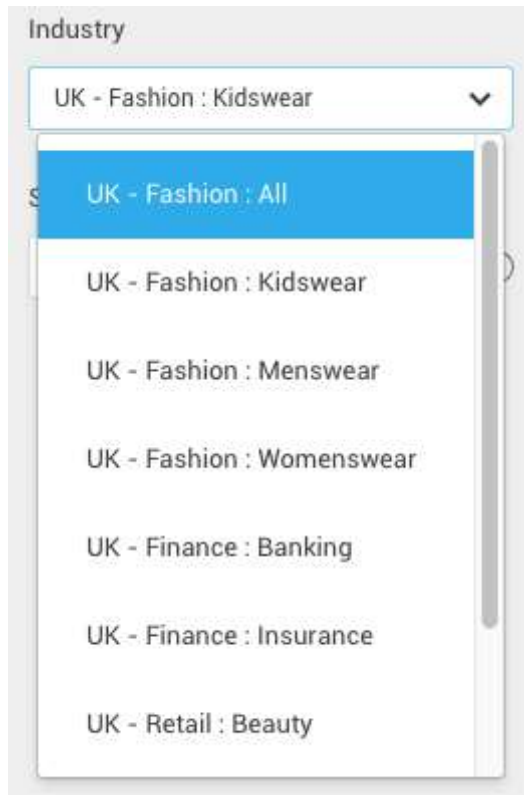 Industry
UK - Fashion : Kidswear
UK - Fashion : All
UK - Fashion : Kidswear
UK - Fashion : Menswear
UK - Fashion : Womenswear
UK - Finance : Banking
UK - Finance : Insurance
UK - Retail : Beauty